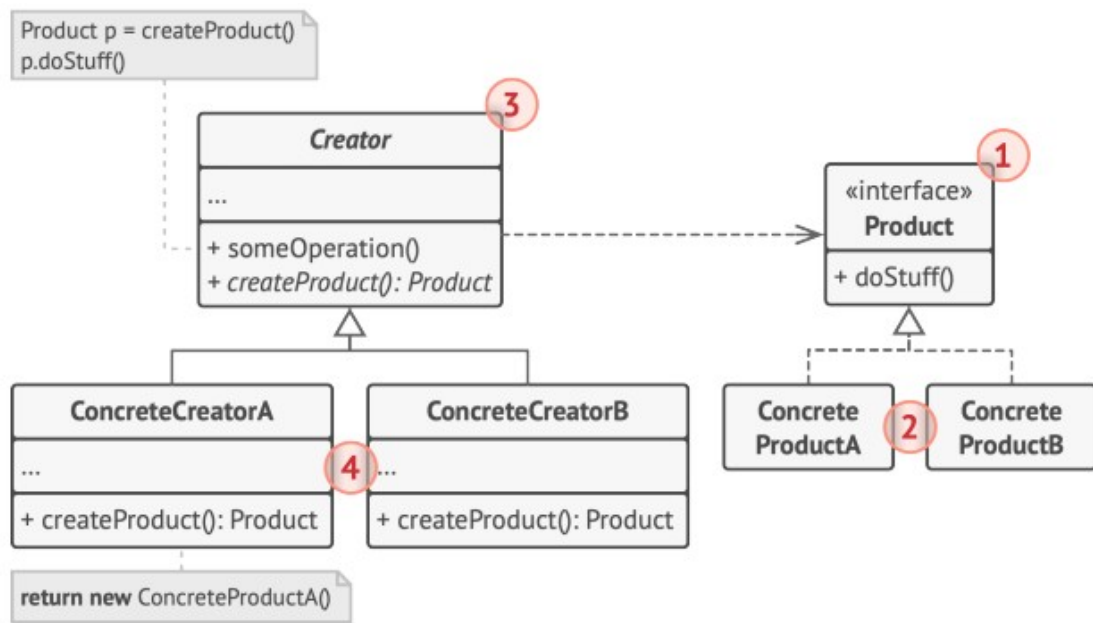 Product p = createProduct()
p.doStuff()
3
Creator
...
+ someOperation()
+ createProduct(): Product
1
«interface»
Product
+ doStuff()
ConcreteCreatorA
...
+ createProduct(): Product
4
ConcreteCreatorB
...
+ createProduct(): Product
Concrete
ProductA
2
Concrete
ProductB
return new ConcreteProductA()